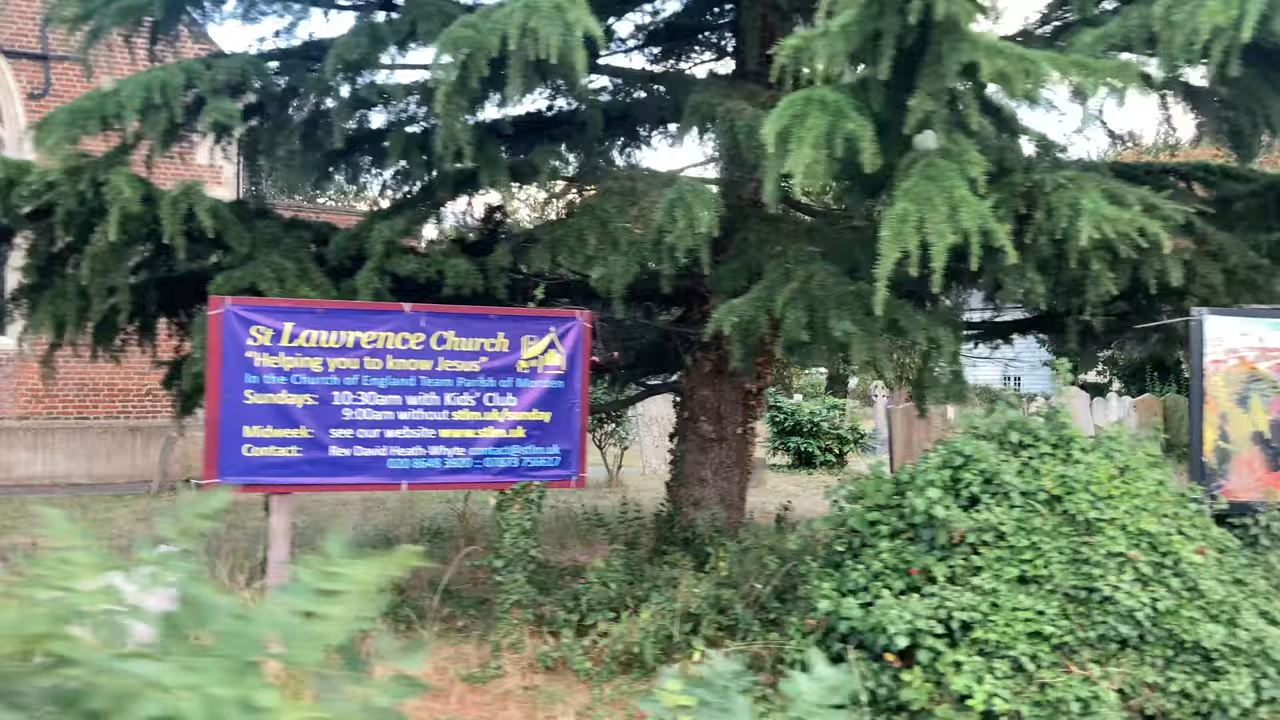 St Lawrence Church
"Helping you to know Jesus"
In the Church of England Team Parish of Morden
Sundays: 10:30am with Kids' Club
9:00am without stlm.uk/sunday
Midweek: see our website www.stlm.uk
Contact: Rev David Heath-Whyte contact@stlm.uk
020 8648 3920